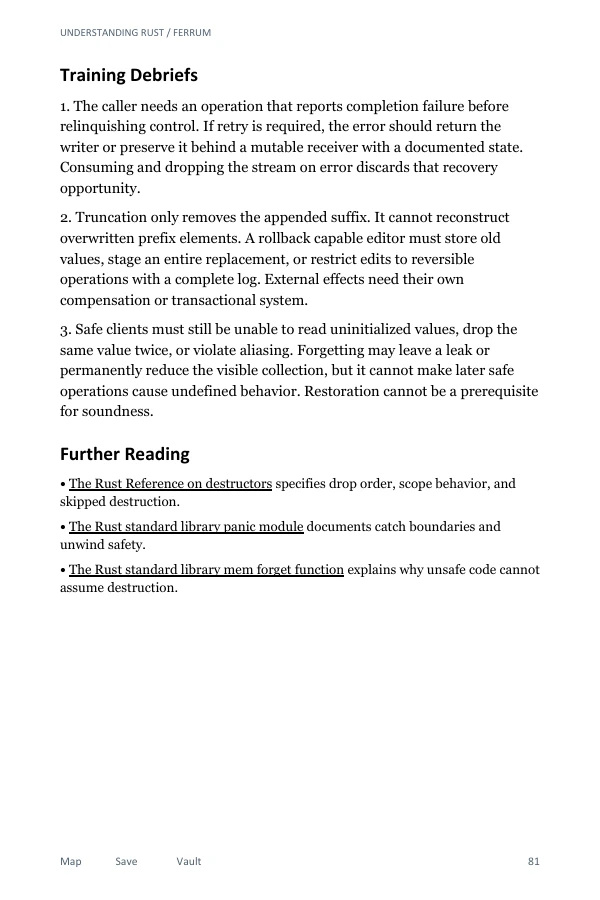 UNDERSTANDING RUST / FERRUM
Training Debriefs
1. The caller needs an operation that reports completion failure before
relinquishing control. If retry is required, the error should return the
writer or preserve it behind a mutable receiver with a documented state.
Consuming and dropping the stream on error discards that recovery
opportunity.
2. Truncation only removes the appended suffix. It cannot reconstruct
overwritten prefix elements. A rollback capable editor must store old
values, stage an entire replacement, or restrict edits to reversible
operations with a complete log. External effects need their own
compensation or transactional system.
3. Safe clients must still be unable to read uninitialized values, drop the
same value twice, or violate aliasing. Forgetting may leave a leak or
permanently reduce the visible collection, but it cannot make later safe
operations cause undefined behavior. Restoration cannot be a prerequisite
for soundness.
Further Reading
• The Rust Reference on destructors specifies drop order, scope behavior, and
skipped destruction.
• The Rust standard library panic module documents catch boundaries and
unwind safety.
• The Rust standard library mem forget function explains why unsafe code cannot
assume destruction.
Map Save Vault 81